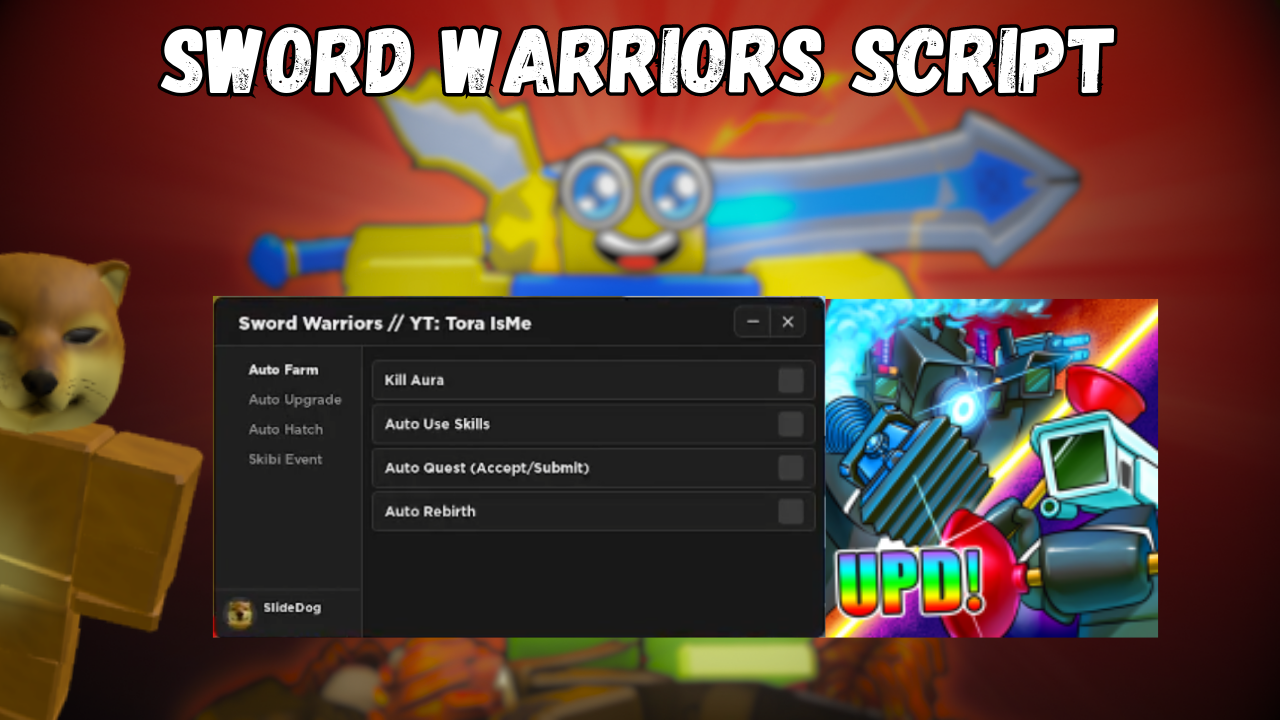 SWORD WARRIORS SCRIPT
Sword Warriors // YT: Tora IsMe
Auto Farm
Auto Upgrade
Auto Hatch
Skibi Event
Kill Aura
Auto Use Skills
Auto Quest (Accept/Submit)
Auto Rebirth
SlideDog
UPD!